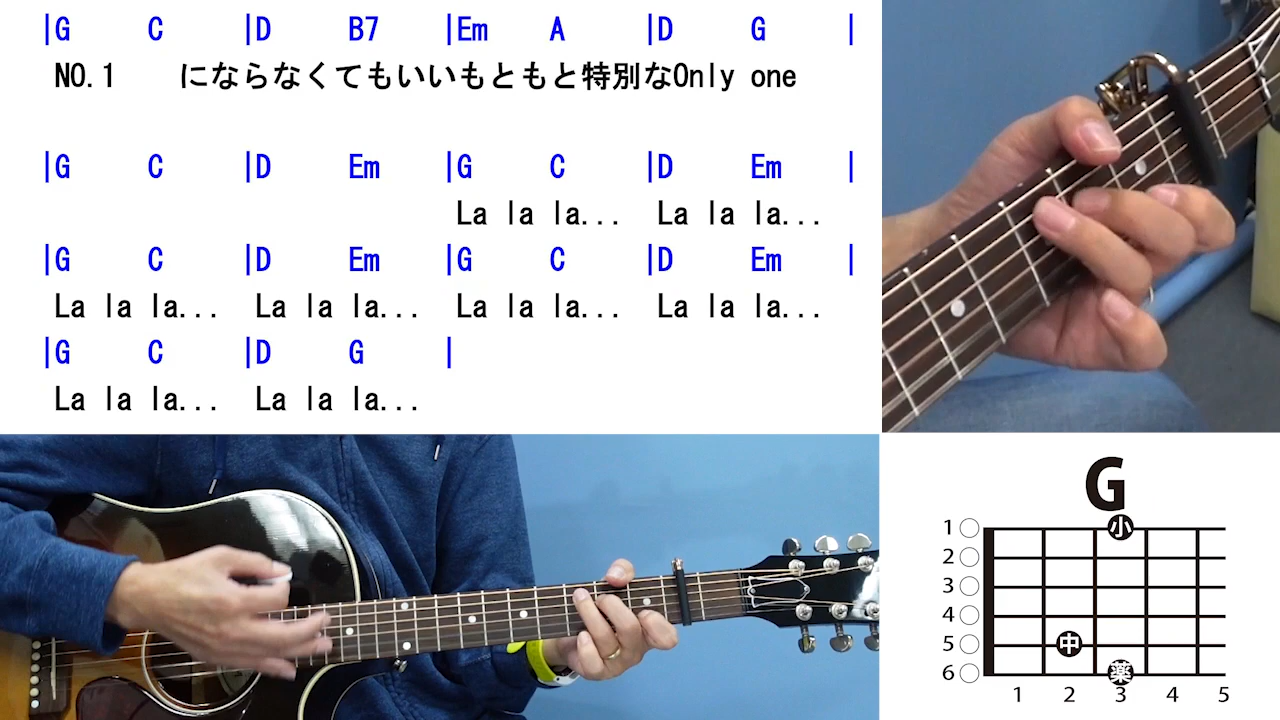 |G C |D B7 |Em A |D G |
NO.1 にならなくてもいいもともと特別なOnly one
|G C |D Em |G C |D Em |
La la la... La la la...
|G C |D Em |G C |D Em |
La la la... La la la... La la la... La la la...
|G C |D G |
La la la... La la la...
G
1 小
2
3
4
5 中
6 薬
1 2 3 4 5